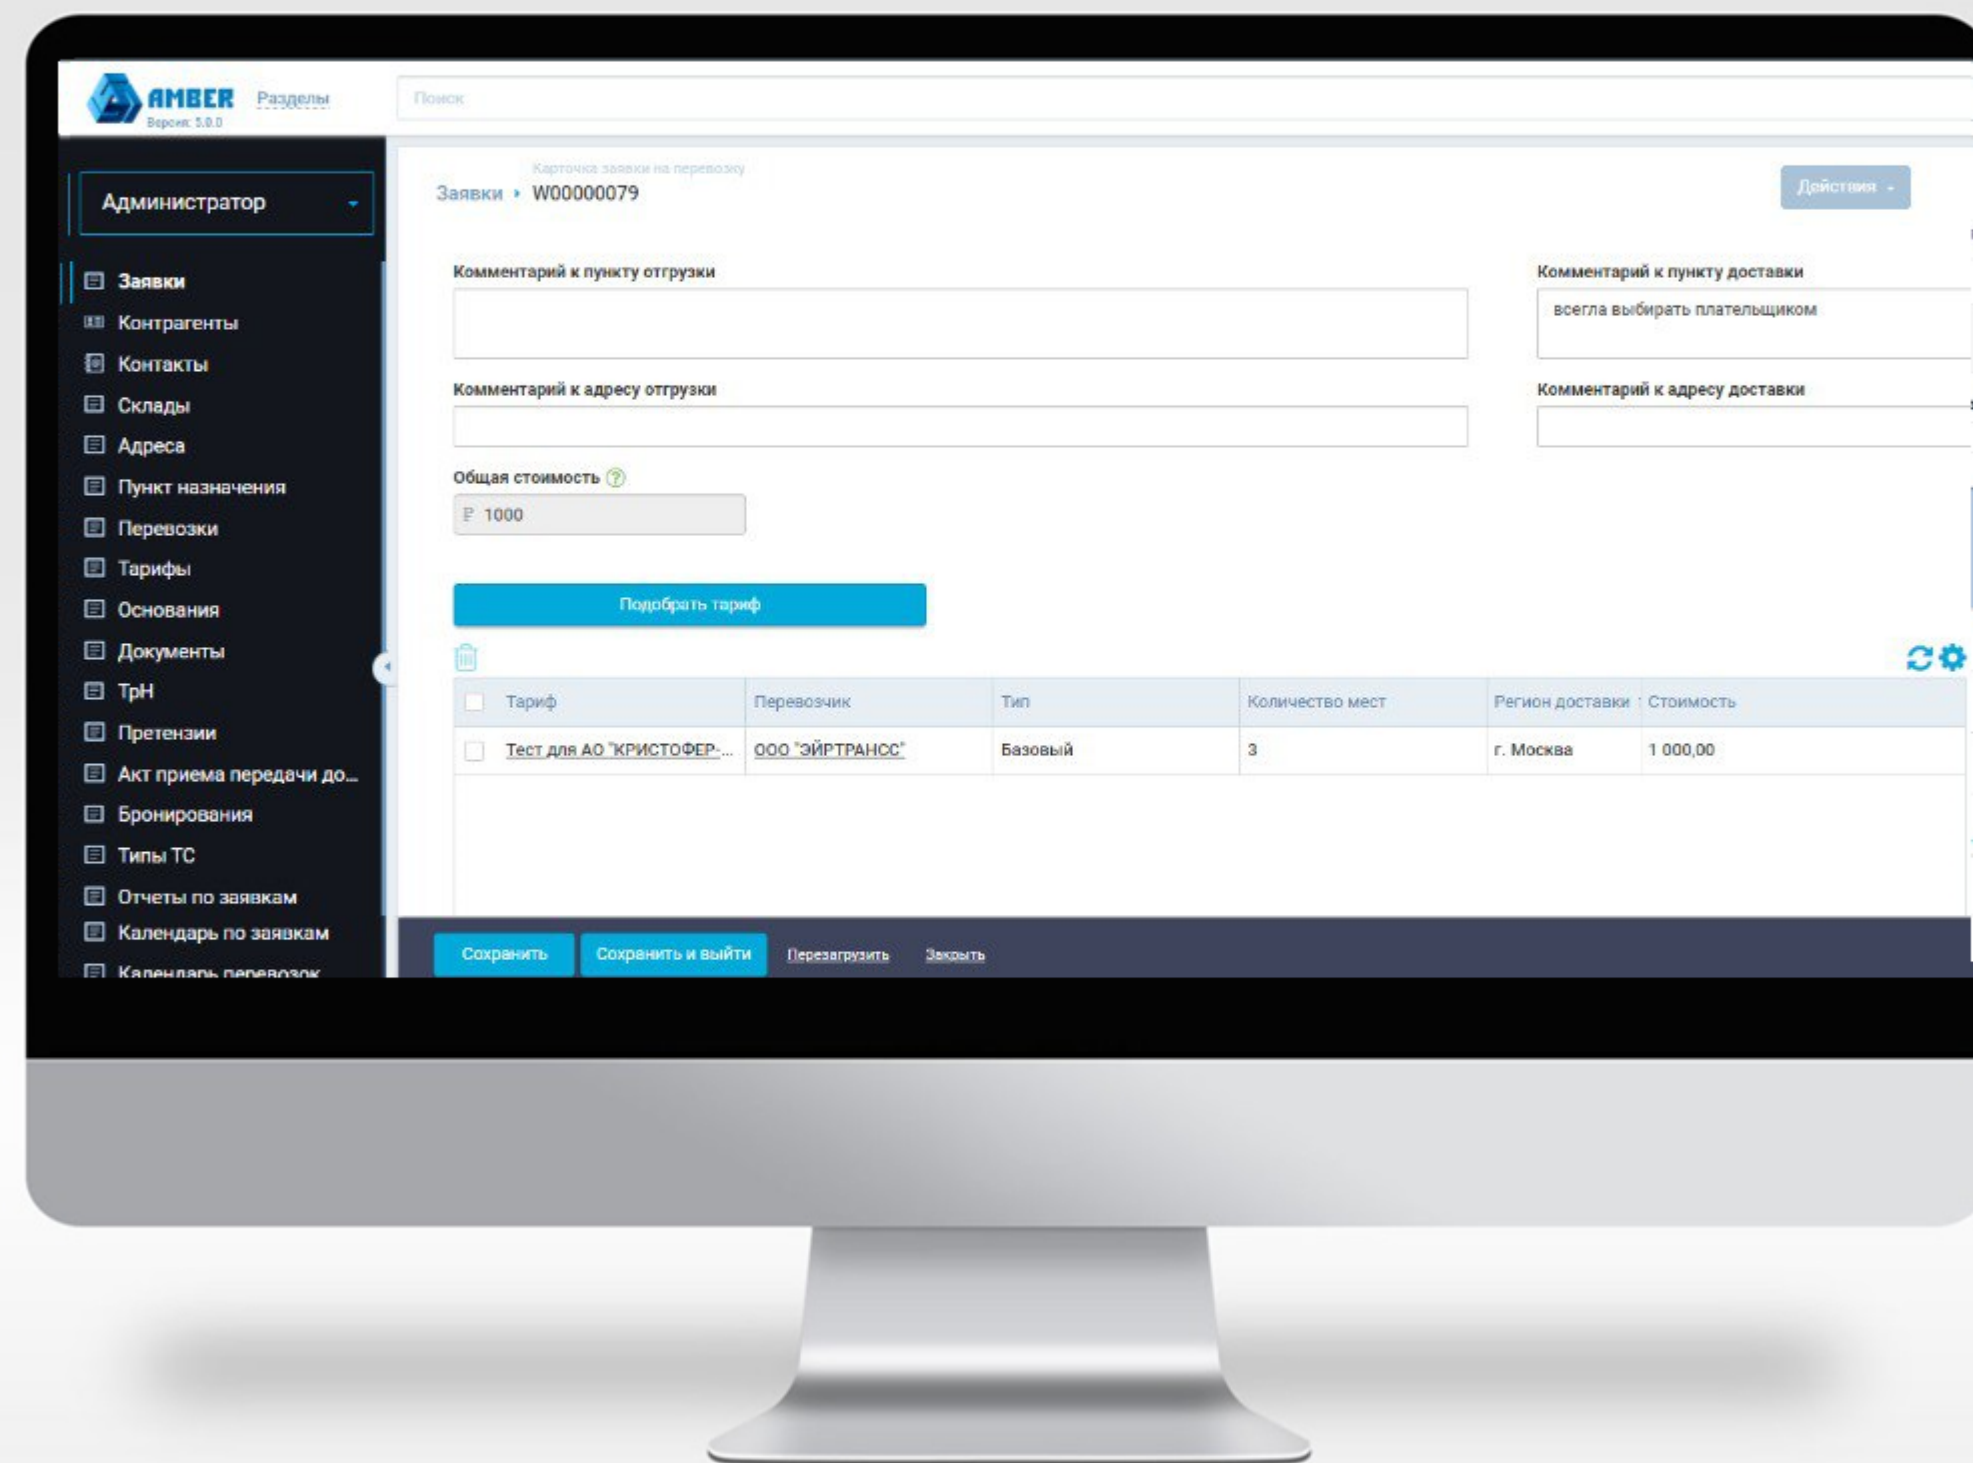 AMBER
Версия: 5.0.0
Разделы
Поиск
Администратор
Заявки
Контрагенты
Контакты
Склады
Адреса
Пункт назначения
Перевозки
Тарифы
Основания
Документы
ТрН
Претензии
Акт приема передачи до...
Бронирования
Типы ТС
Отчеты по заявкам
Календарь по заявкам
Календарь перевозок
Карточка заявки на перевозку
Заявки W00000079
Действия
Комментарий к пункту отгрузки
Комментарий к пункту доставки
всегла выбирать плательщиком
Комментарий к адресу отгрузки
Комментарий к адресу доставки
Общая стоимость ?
₽ 1000
Подобрать тариф
Тариф Перевозчик Тип Количество мест Регион доставки Стоимость
Тест для АО "КРИСТОФЕР-... ООО "ЭЙРТРАНСС" Базовый 3 г. Москва 1 000,00
Сохранить Сохранить и выйти Перезагрузить Закрыть